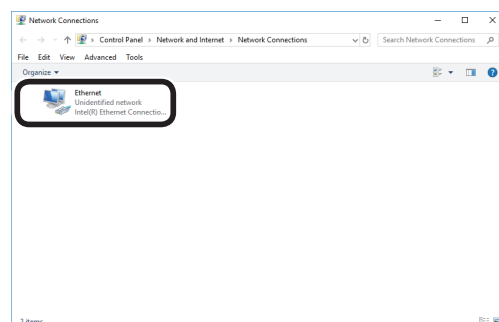 Network Connections
Control Panel › Network and Internet › Network Connections
Search Network Connections
File Edit View Advanced Tools
Organize
Ethernet
Unidentified network
Intel(R) Ethernet Connectio...
items